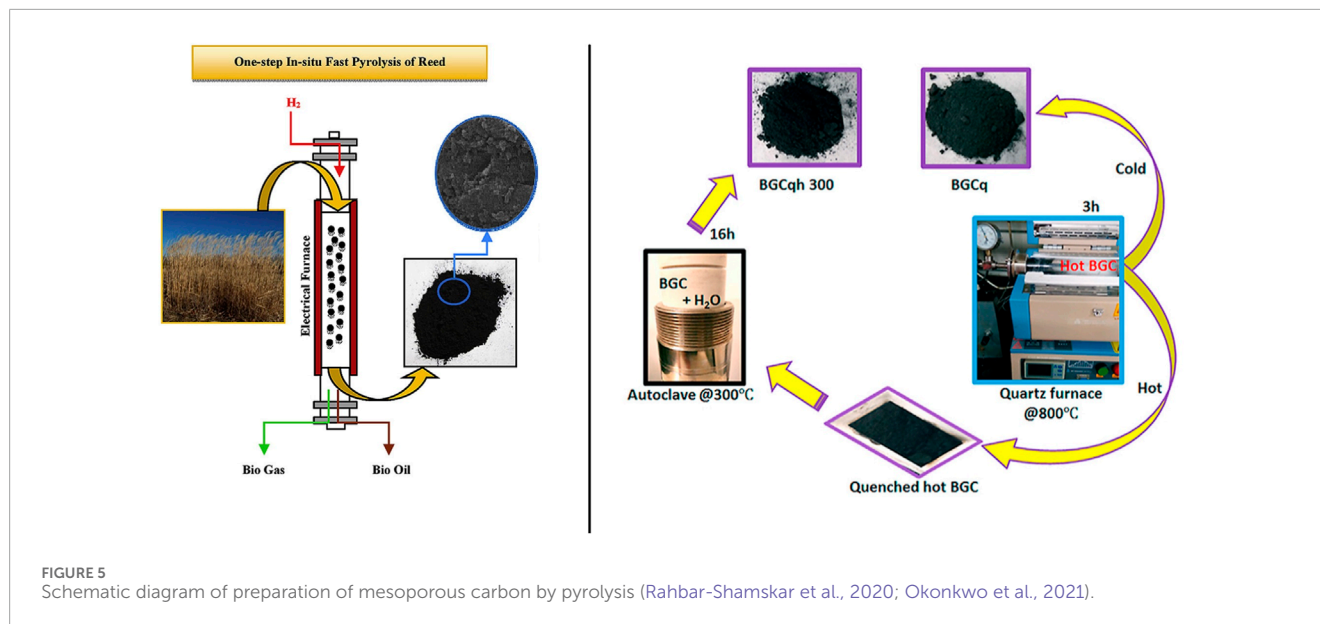 One-step In-situ Fast Pyrolysis of Reed
H₂
Electrical Furnace
Bio Gas
Bio Oil
BGCqh 300
BGCq
Cold
3h
16h
Hot BGC
BGC
+ H₂O
Autoclave @300℃
Quartz furnace
@800℃
Hot
Quenched hot BGC
FIGURE 5
Schematic diagram of preparation of mesoporous carbon by pyrolysis (Rahbar-Shamskar et al., 2020; Okonkwo et al., 2021).